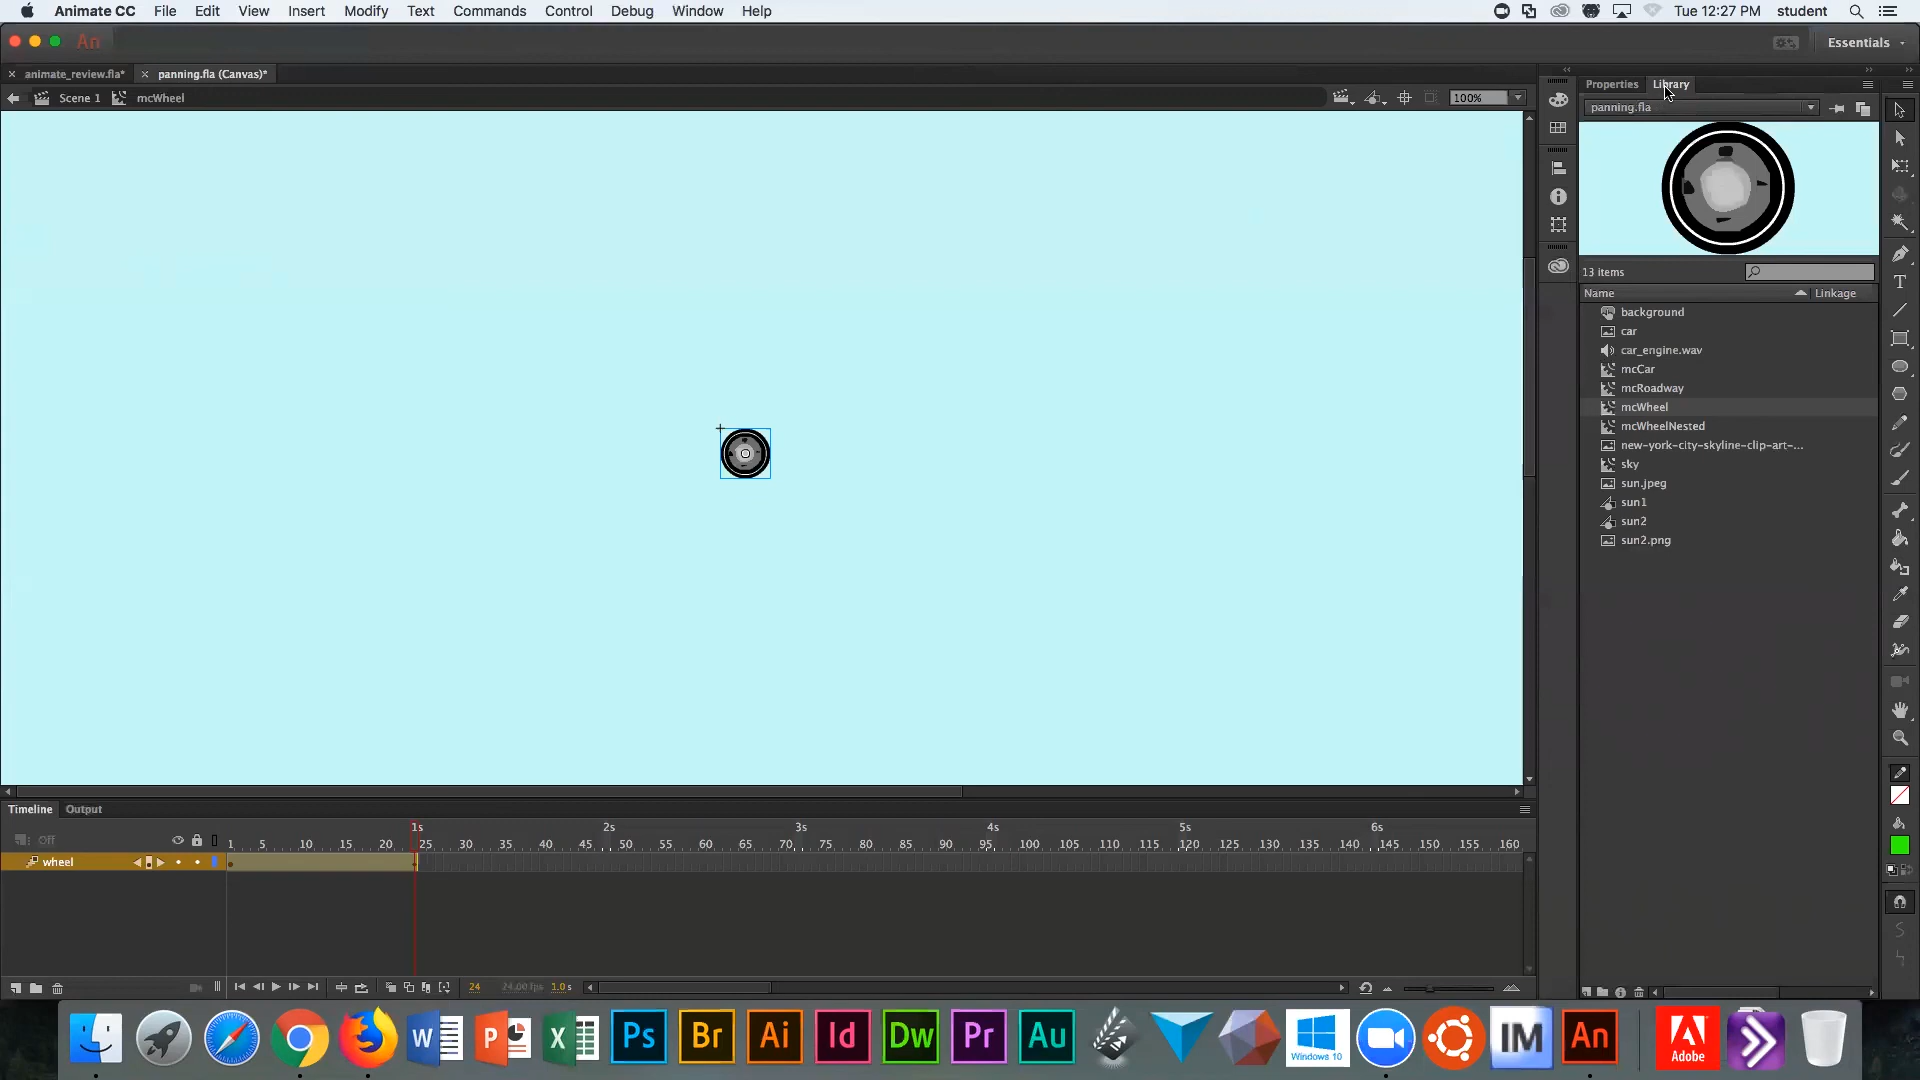 Animate CC File Edit View Insert Modify Text Commands Control Debug Window Help Tue 12:27 PM student
An Essentials
animate_review.fla* panning.fla (Canvas)*
Scene 1 mcWheel 100%
Properties Library
panning.fla
13 items
Name Linkage
background
car
car_engine.wav
mcCar
mcRoadway
mcWheel
mcWheelNested
new-york-city-skyline-clip-art-...
sky
sun.jpeg
sun1
sun2
sun2.png
Timeline Output
1s 2s 3s 4s 5s 6s
Off 1 5 10 15 20 25 30 35 40 45 50 55 60 65 70 75 80 85 90 95 100 105 110 115 120 125 130 135 140 145 150 155 160
wheel
24 24.00 fps 1.0 s
W P X Ps Br Ai Id Dw Pr Au Windows 10 IM An Adobe